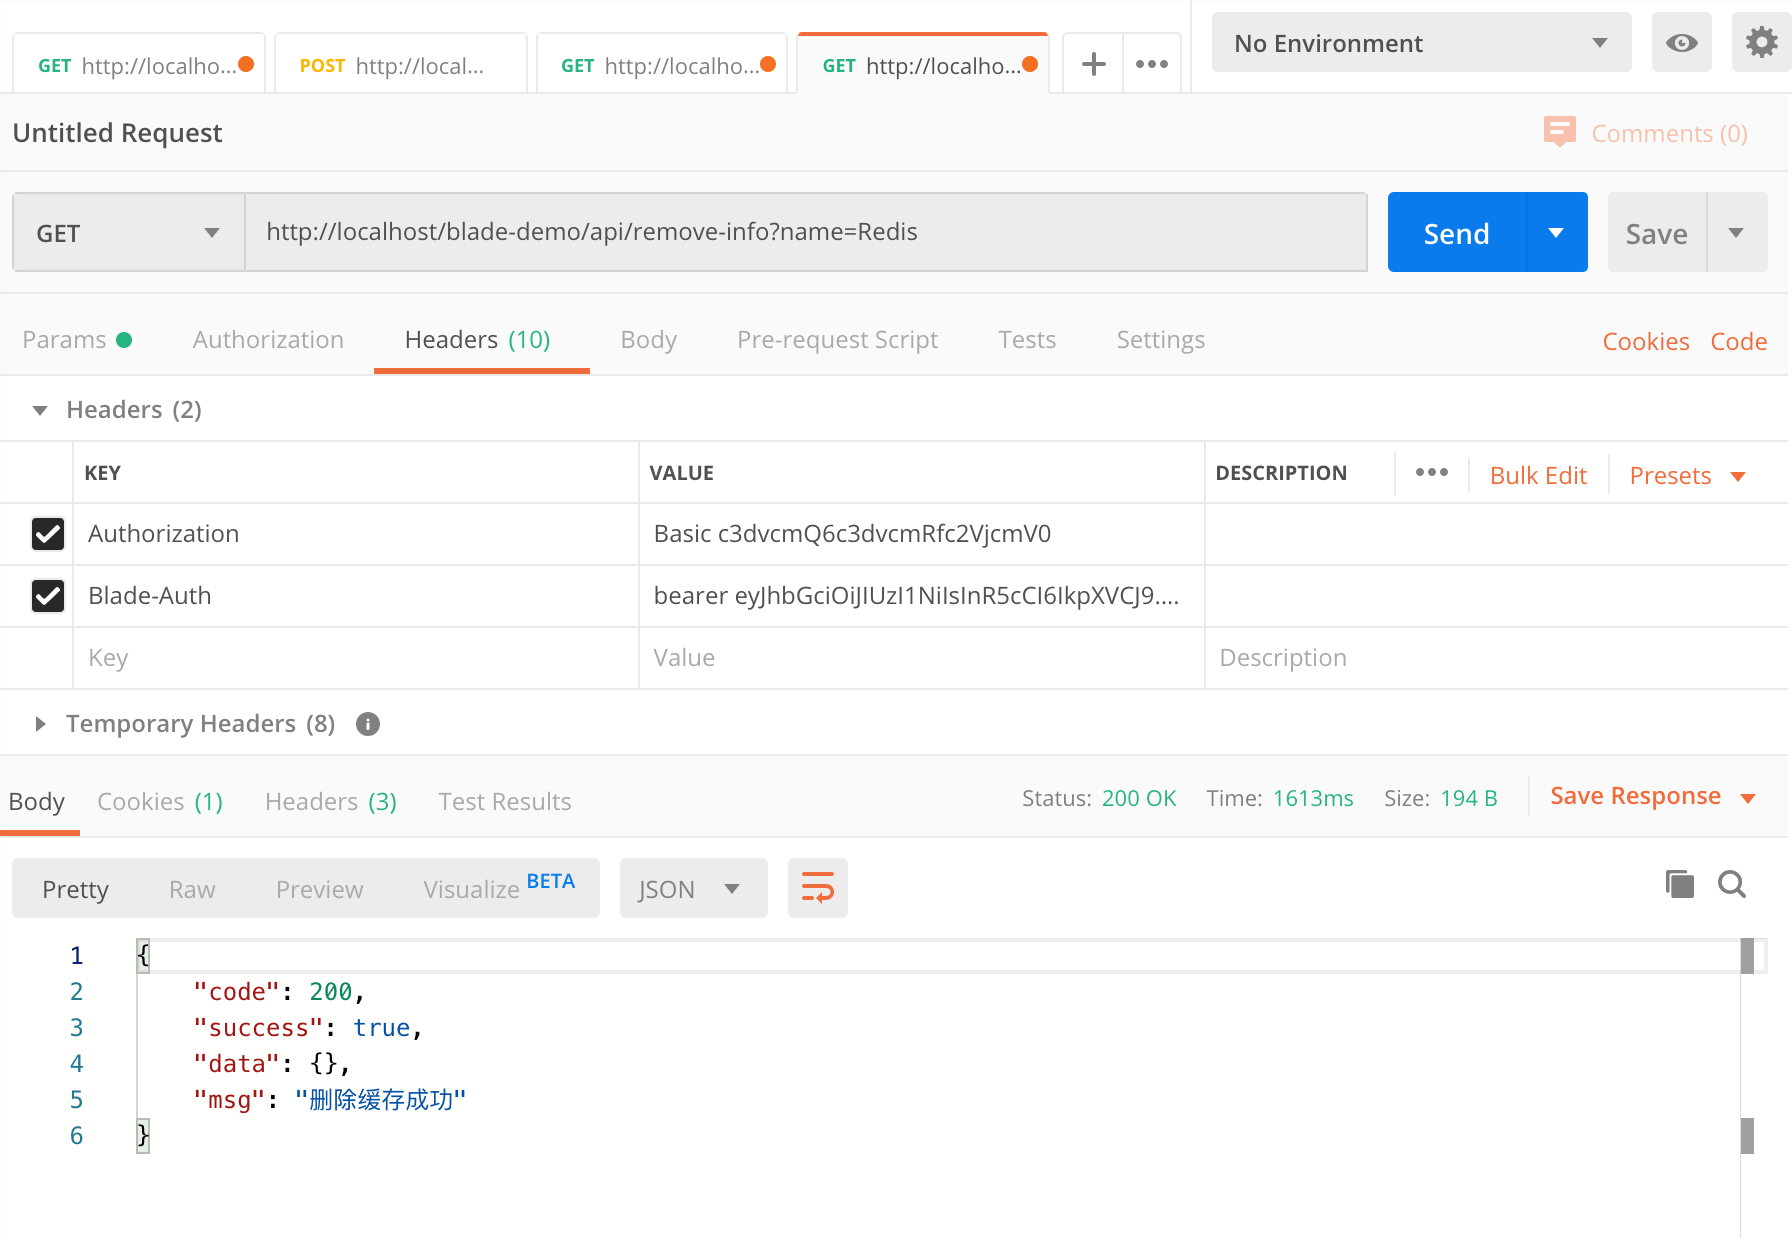 GET http://localho... POST http://local... GET http://localho... GET http://localho... + ••• No Environment
Untitled Request Comments (0)
GET http://localhost/blade-demo/api/remove-info?name=Redis Send Save
Params Authorization Headers (10) Body Pre-request Script Tests Settings Cookies Code
Headers (2)
KEY VALUE DESCRIPTION ••• Bulk Edit Presets
Authorization Basic c3dvcmQ6c3dvcmRfc2VjcmV0
Blade-Auth bearer eyJhbGciOiJIUzI1NiIsInR5cCI6IkpXVCJ9....
Key Value Description
Temporary Headers (8) i
Body Cookies (1) Headers (3) Test Results Status: 200 OK Time: 1613ms Size: 194 B Save Response
Pretty Raw Preview Visualize BETA JSON
1 {
2 "code": 200,
3 "success": true,
4 "data": {},
5 "msg": "删除缓存成功"
6 }